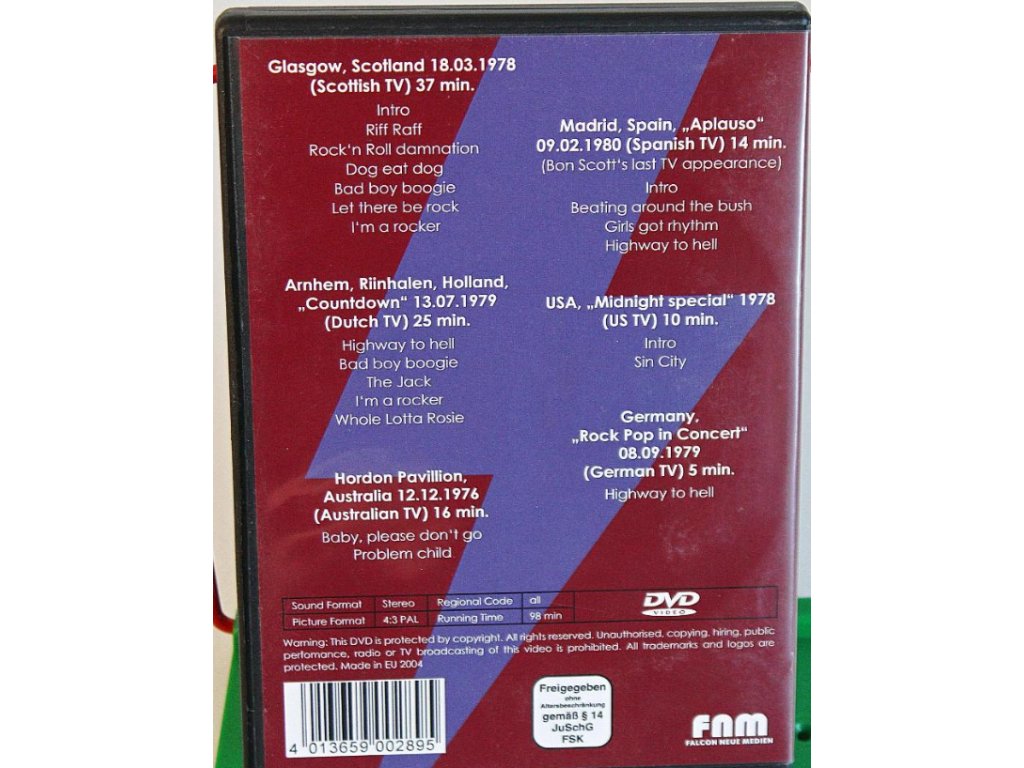 Glasgow, Scotland 18.03.1978
(Scottish TV) 37 min.
Intro
Riff Raff
Rock'n Roll damnation
Dog eat dog
Bad boy boogie
Let there be rock
I'm a rocker
Arnhem, Riinhalen, Holland,
„Countdown“ 13.07.1979
(Dutch TV) 25 min.
Highway to hell
Bad boy boogie
The Jack
I'm a rocker
Whole Lotta Rosie
Hordon Pavillion,
Australia 12.12.1976
(Australian TV) 16 min.
Baby, please don't go
Problem child
Madrid, Spain, „Aplauso“
09.02.1980 (Spanish TV) 14 min.
(Bon Scott's last TV appearance)
Intro
Beating around the bush
Girls got rhythm
Highway to hell
USA, „Midnight special“ 1978
(US TV) 10 min.
Intro
Sin City
Germany,
„Rock Pop in Concert“
08.09.1979
(German TV) 5 min.
Highway to hell
Sound Format Stereo Regional Code all
Picture Format 4:3 PAL Running Time 98 min
DVD
VIDEO
Warning: This DVD is protected by copyright. All rights reserved. Unauthorised, copying, hiring, public
perfomance, radio or TV broadcasting of this video is prohibited. All trademarks and logos are
protected. Made in EU 2004
4 013659 002895
Freigegeben
ohne
Altersbeschränkung
gemäß § 14
JuSchG
FSK
FNM
FALCON NEUE MEDIEN